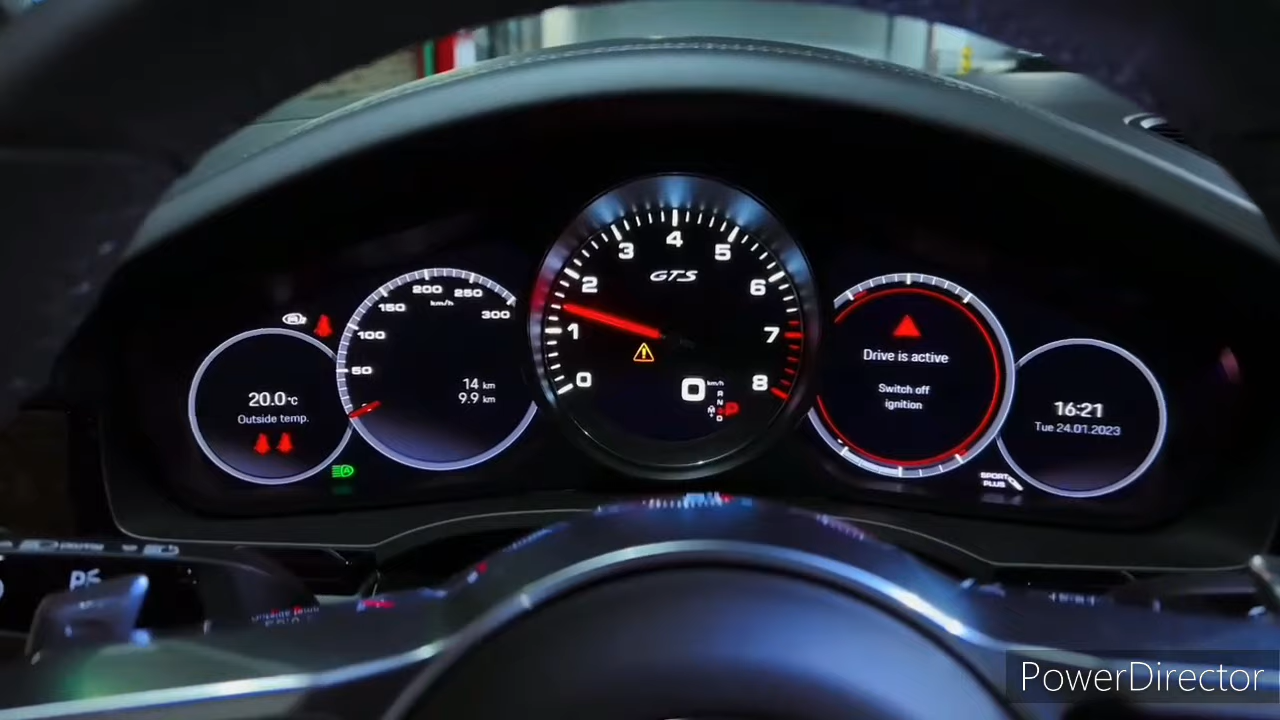 20.0°C
Outside temp.
50
100
150
200
250
300
km/h
14 km
9.9 km
0
1
2
3
4
5
6
7
8
GTS
0 km/h
R
N
D
M
P
Drive is active
Switch off
ignition
16:21
Tue 24.01.2023
SPORT
PLUS
PowerDirector